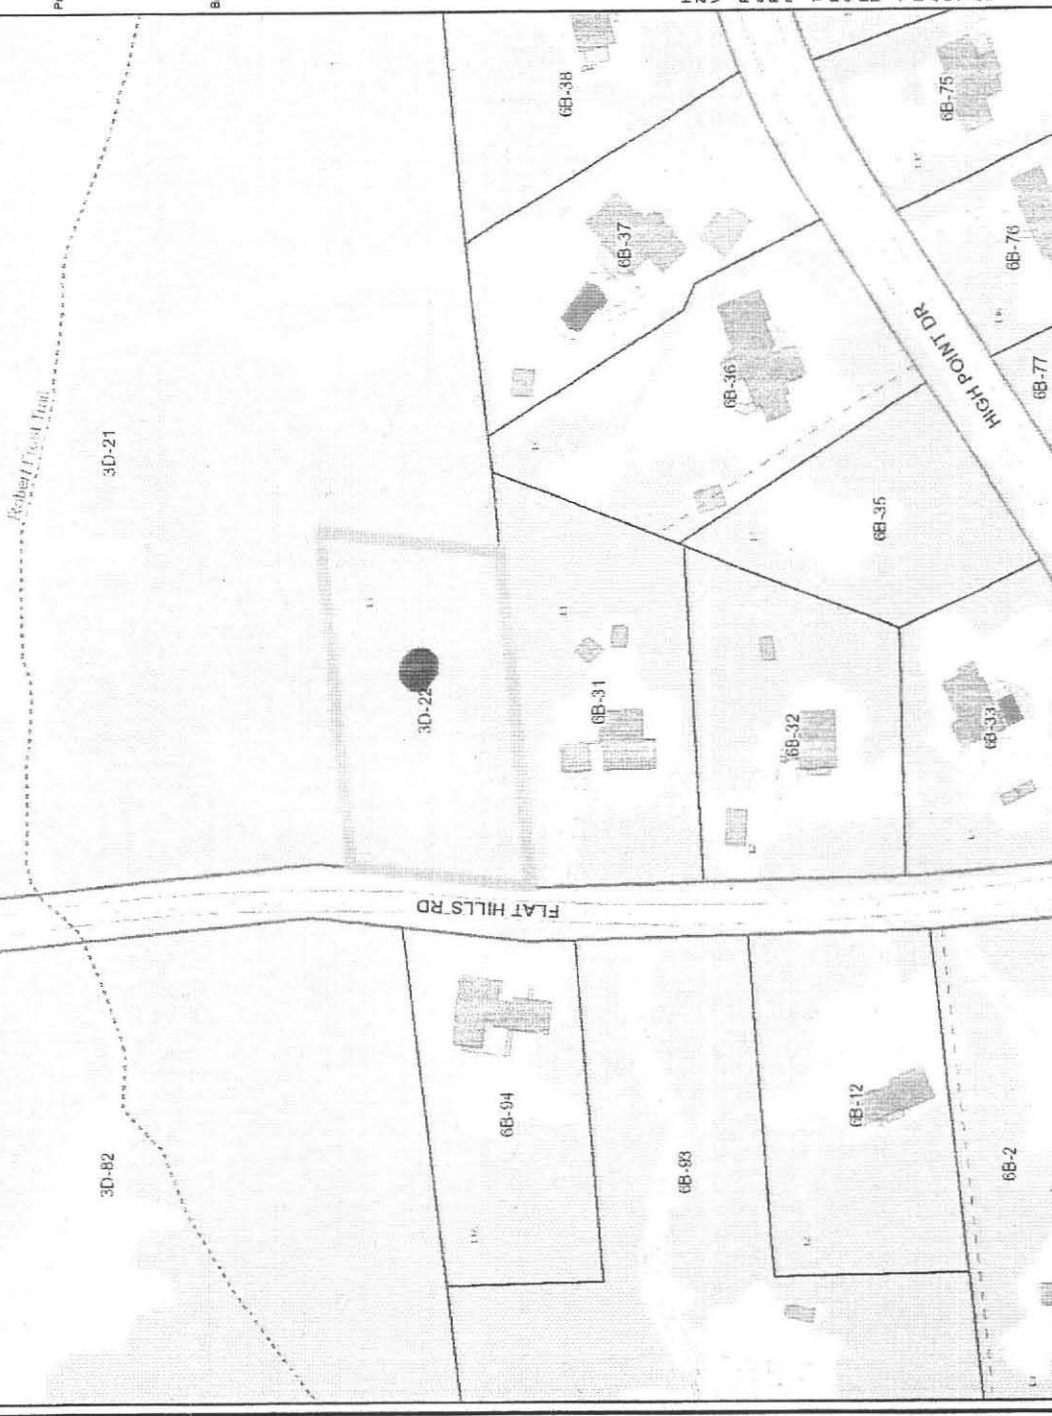 Robert Frost Trail
3D-21
6B-38
6B-75
6B-37
6B-76
6B-36
HIGH POINT DR
6B-77
6B-35
3D-22
6B-31
6B-32
6B-33
FLAT HILLS RD
3D-82
6B-94
6B-93
6B-12
6B-2